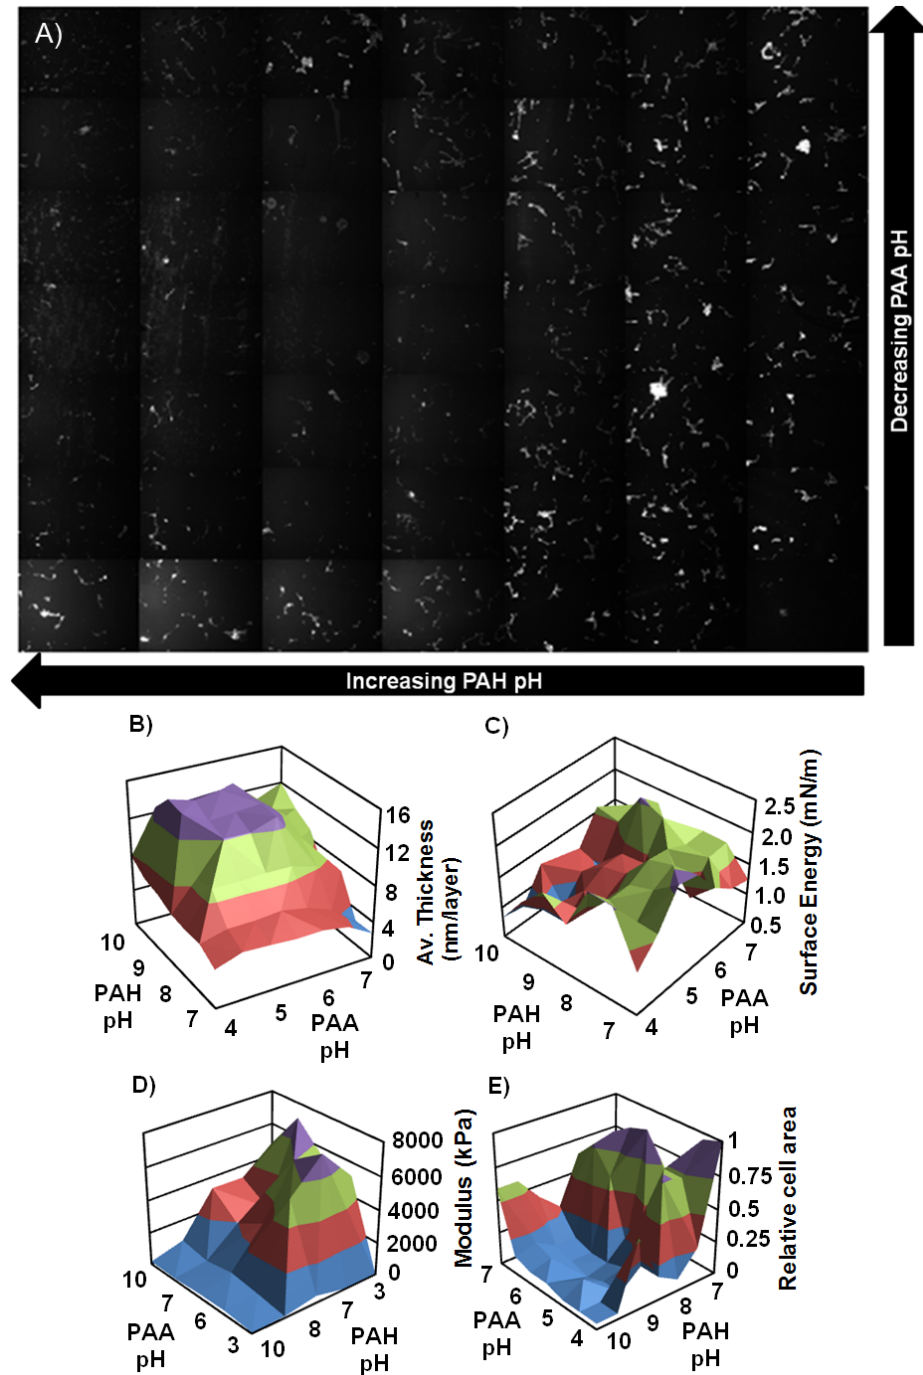 A)
Decreasing PAA pH
Increasing PAH pH
B)
16
12
8
4
0
Av. Thickness
(nm/layer)
10
9
8
7
PAH
pH
4
5
6
7
PAA
pH
C)
2.5
2.0
1.5
1.0
0.5
Surface Energy (mN/m)
10
9
8
7
PAH
pH
4
5
6
7
PAA
pH
D)
8000
6000
4000
2000
0
Modulus (kPa)
10
7
6
3
PAA
pH
10
8
7
3
PAH
pH
E)
1
0.75
0.5
0.25
0
Relative cell area
7
6
5
4
PAA
pH
10
9
8
7
PAH
pH